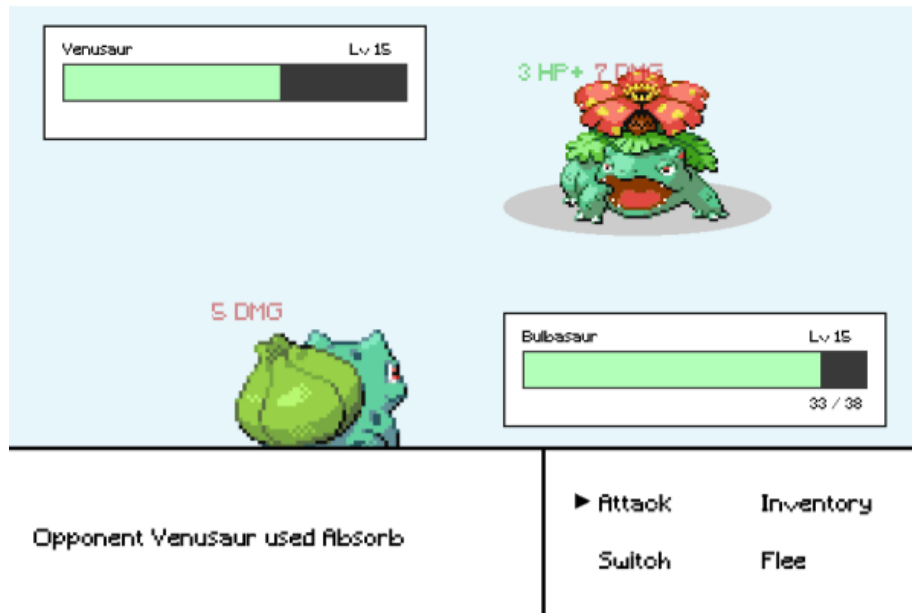 Venusaur Lv 15
3 HP+ 7 DMG
5 DMG
Bulbasaur Lv 15
33 / 38
Opponent Venusaur used Absorb
Attack Inventory
Switch Flee